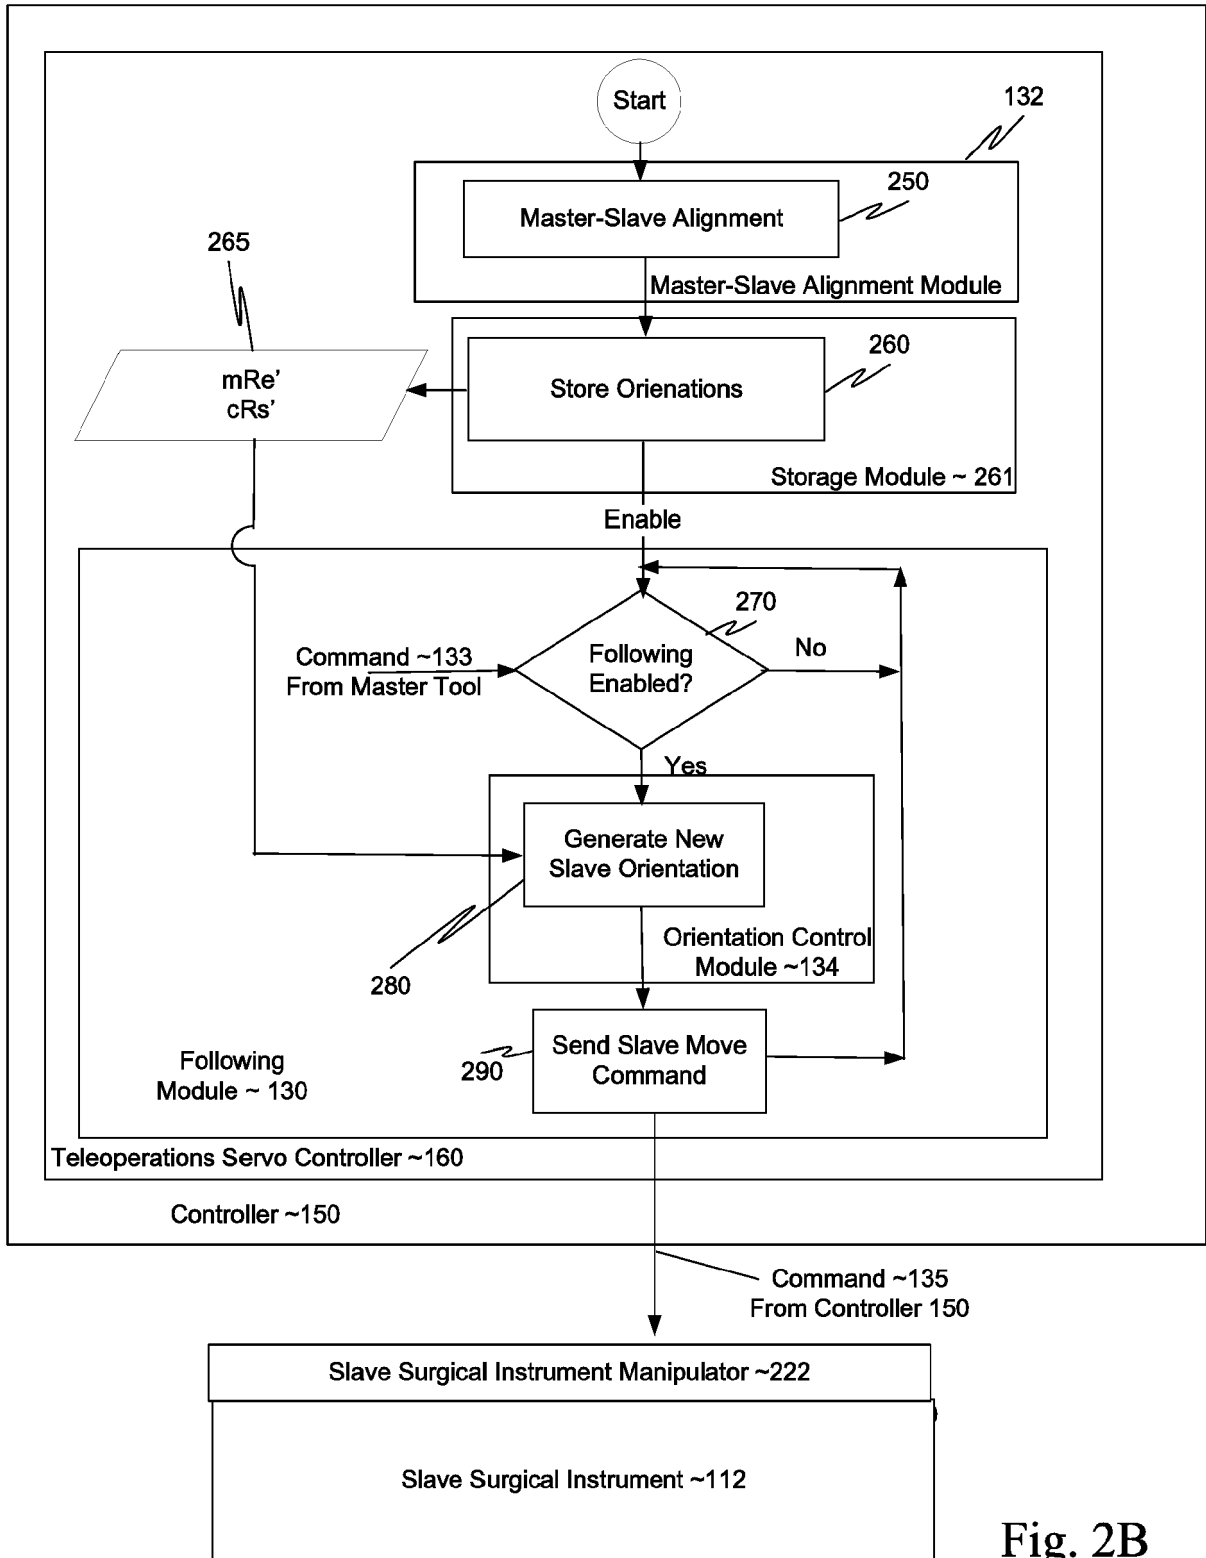 Start
132
250
Master-Slave Alignment
265
Master-Slave Alignment Module
mRe’
cRs’
260
Store Orienations
Storage Module ~ 261
Enable
270
Command ~133
From Master Tool
Following
Enabled?
No
Yes
Generate New
Slave Orientation
Orientation Control
Module ~134
280
Send Slave Move
Command
290
Following
Module ~ 130
Teleoperations Servo Controller ~160
Controller ~150
Command ~135
From Controller 150
Slave Surgical Instrument Manipulator ~222
Slave Surgical Instrument ~112
Fig. 2B